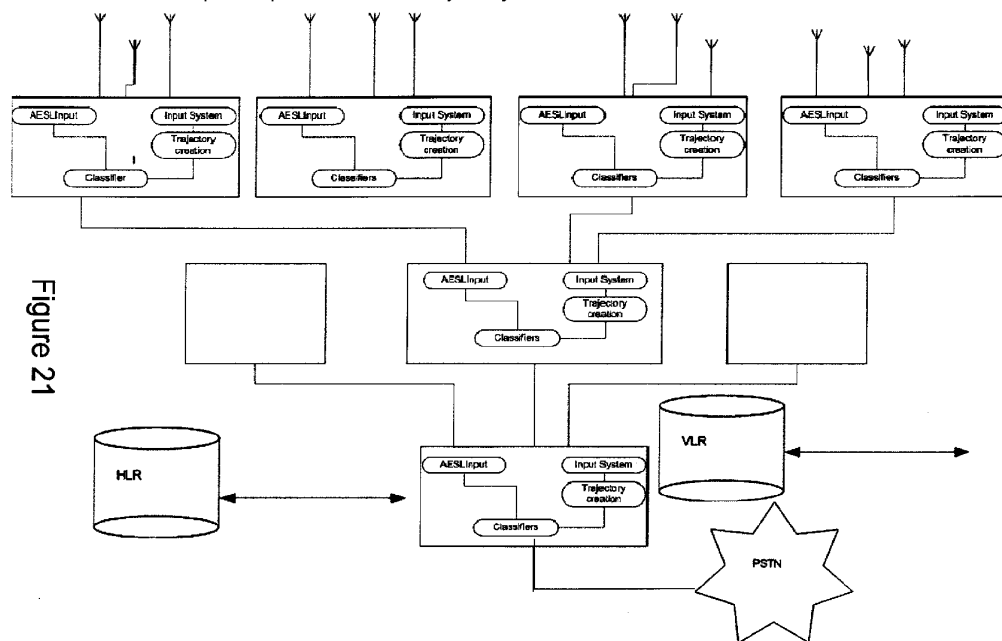 AESLInput
Input System
Trajectory
creation
Classifier
AESLInput
Input System
Trajectory
creation
Classifiers
AESLInput
Input System
Trajectory
creation
Classifiers
AESLInput
Input System
Trajectory
creation
Classifiers
AESLInput
Input System
Trajectory
creation
Classifiers
Figure 21
HLR
VLR
AESLInput
Input System
Trajectory
creation
Classifiers
PSTN